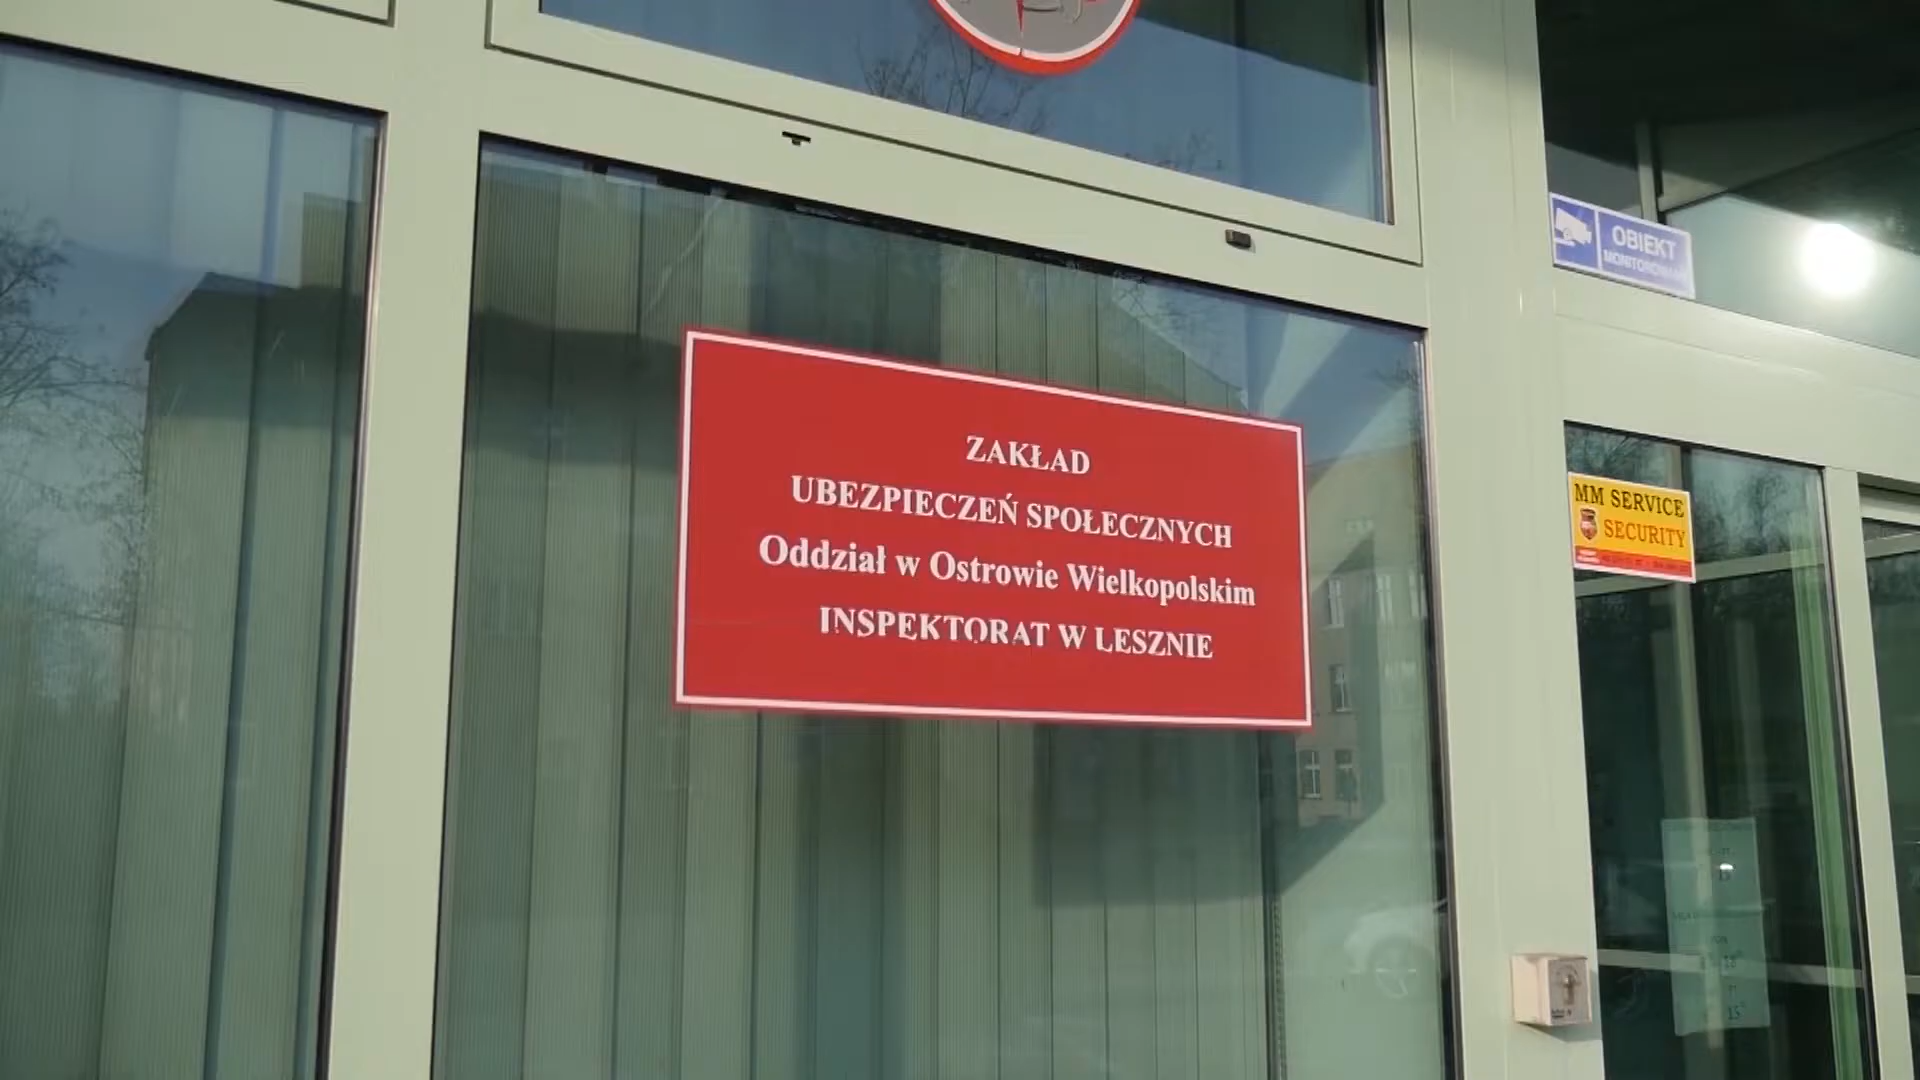 OBIEKT
MONITOROWANY
ZAKŁAD
UBEZPIECZEŃ SPOŁECZNYCH
Oddział w Ostrowie Wielkopolskim
INSPEKTORAT W LESZNIE
MM SERVICE
SECURITY